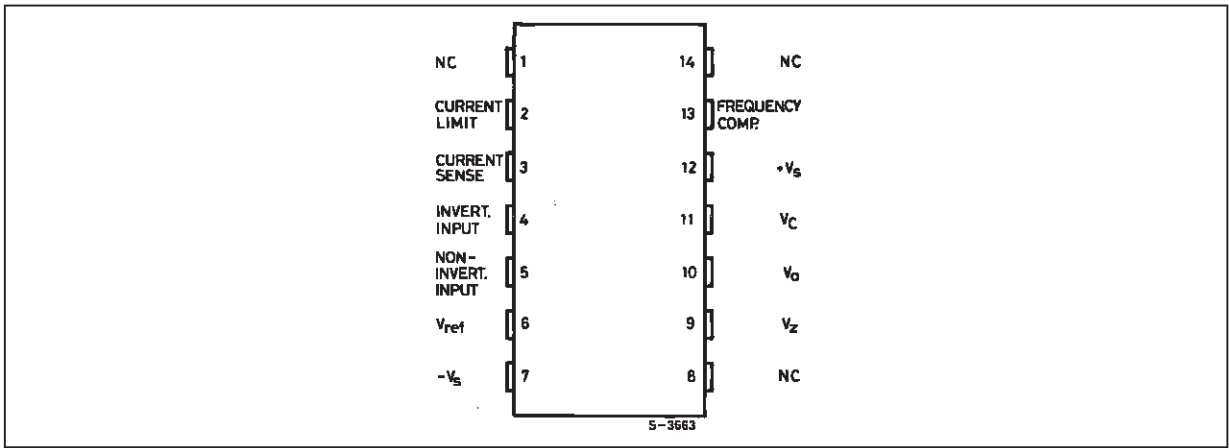 NC 1 14 NC
CURRENT
LIMIT 2 13 FREQUENCY
COMP.
CURRENT
SENSE 3 12 +Vs
INVERT.
INPUT 4 11 VC
NON-
INVERT.
INPUT 5 10 Vo
Vref 6 9 Vz
-Vs 7 8 NC
S-3663